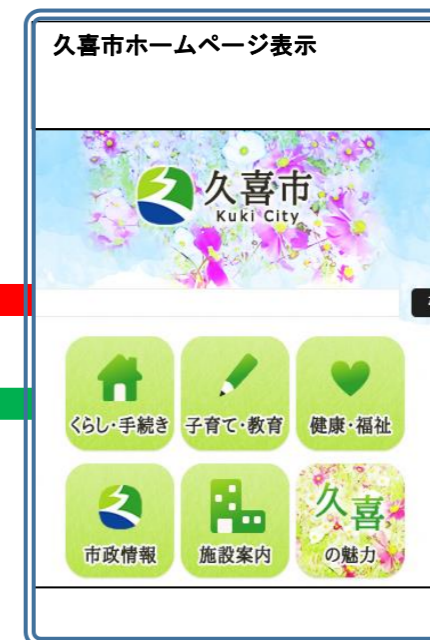 久喜市ホームページ表示
久喜市
Kuki City
くらし・手続き
子育て・教育
健康・福祉
市政情報
施設案内
久喜
の魅力